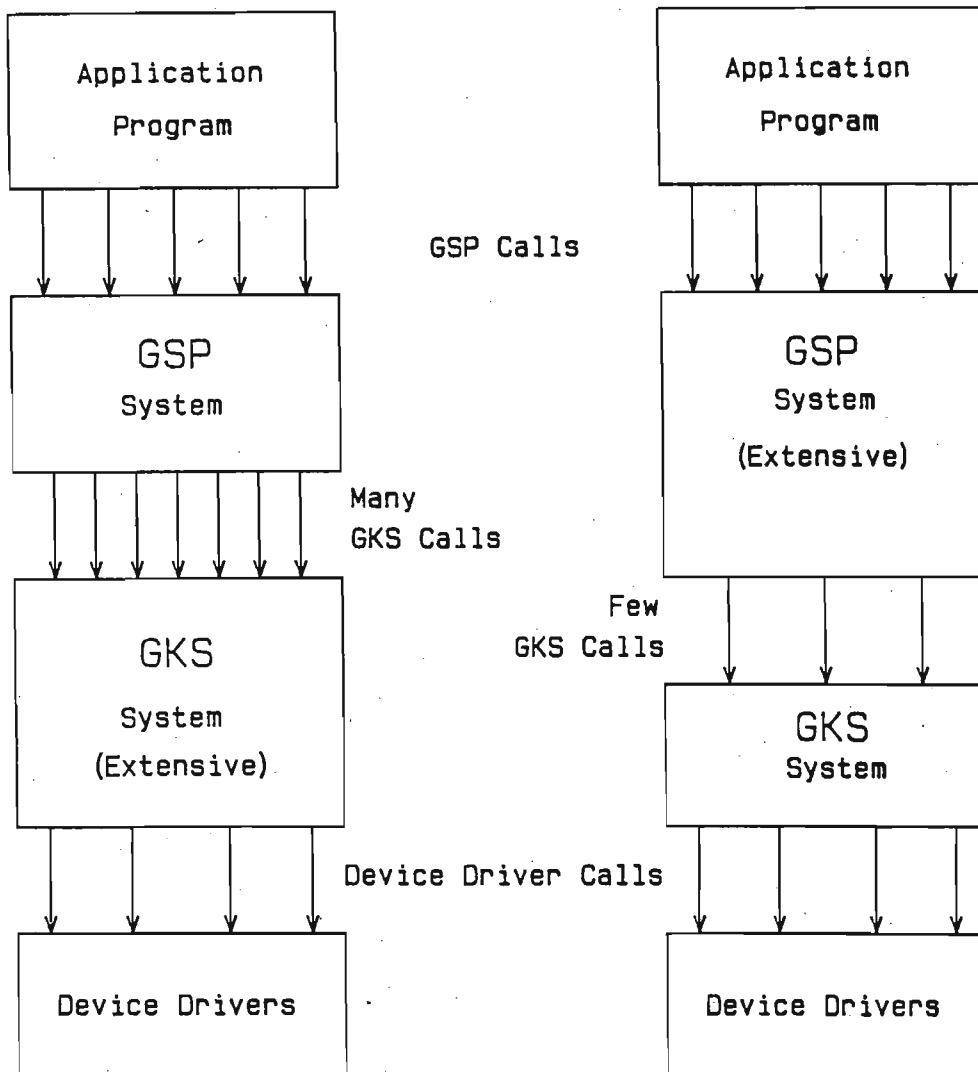 Application
Program
GSP
System
Many
GKS Calls
GKS
System
(Extensive)
Device Drivers
GSP Calls
Device Driver Calls
Application
Program
GSP
System
(Extensive)
Few
GKS Calls
GKS
System
Device Drivers